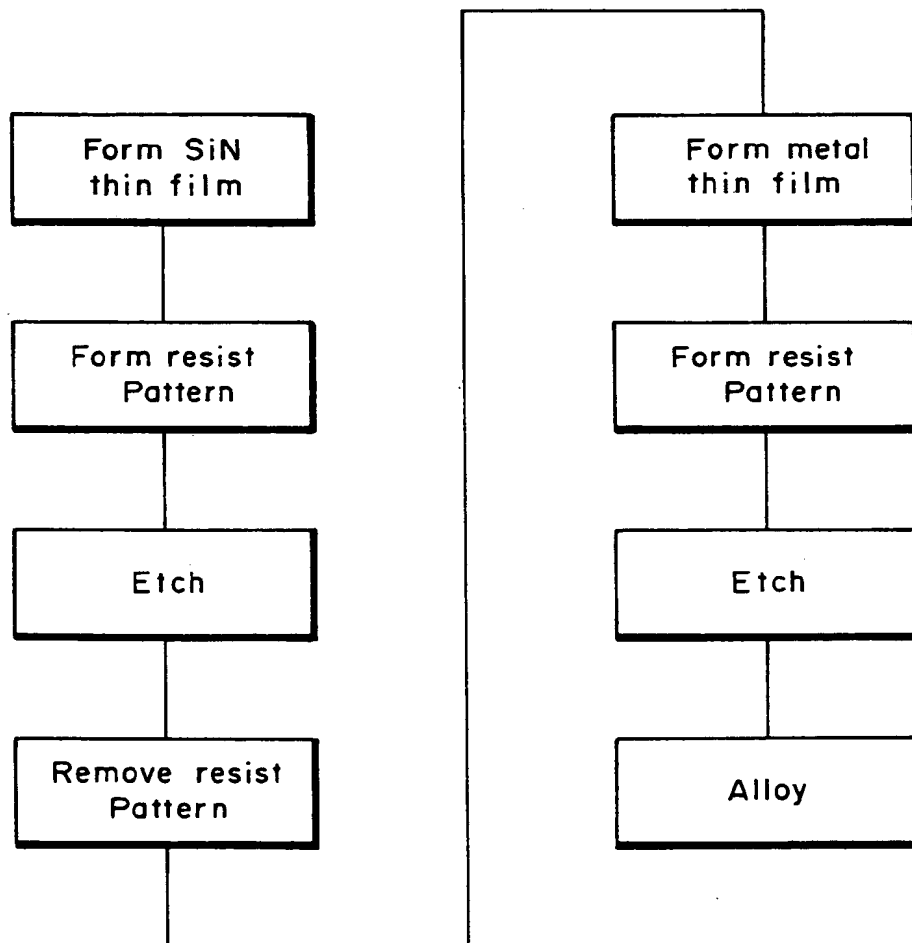 Form SiN
thin film
Form resist
Pattern
Etch
Remove resist
Pattern
Form metal
thin film
Form resist
Pattern
Etch
Alloy